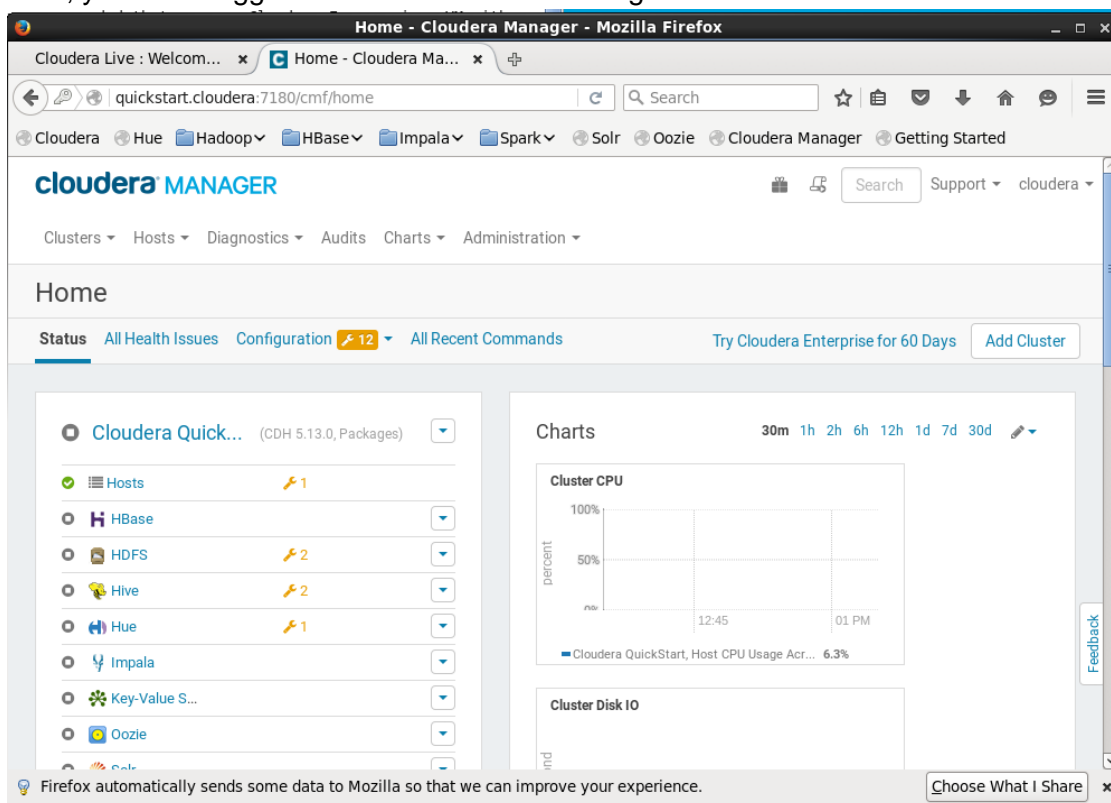 Home - Cloudera Manager - Mozilla Firefox
Cloudera Live : Welcom... Home - Cloudera Ma...
quickstart.cloudera:7180/cmf/home Search
Cloudera Hue Hadoop HBase Impala Spark Solr Oozie Cloudera Manager Getting Started
cloudera MANAGER Search Support cloudera
Clusters Hosts Diagnostics Audits Charts Administration
Home
Status All Health Issues Configuration 12 All Recent Commands Try Cloudera Enterprise for 60 Days Add Cluster
Cloudera Quick... (CDH 5.13.0, Packages)
Hosts 1
HBase
HDFS 2
Hive 2
Hue 1
Impala
Key-Value S...
Oozie
Charts 30m 1h 2h 6h 12h 1d 7d 30d
Cluster CPU
percent
100%
50%
0%
12:45 01 PM
Cloudera QuickStart, Host CPU Usage Acr... 6.3%
Cluster Disk IO
Feedback
Firefox automatically sends some data to Mozilla so that we can improve your experience. Choose What I Share